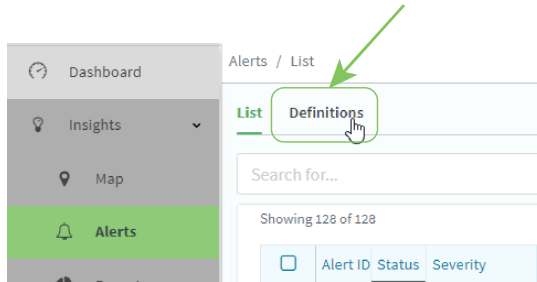 Dashboard
Insights
Map
Alerts
Alerts / List
List Definitions
Search for...
Showing 128 of 128
Alert ID Status Severity